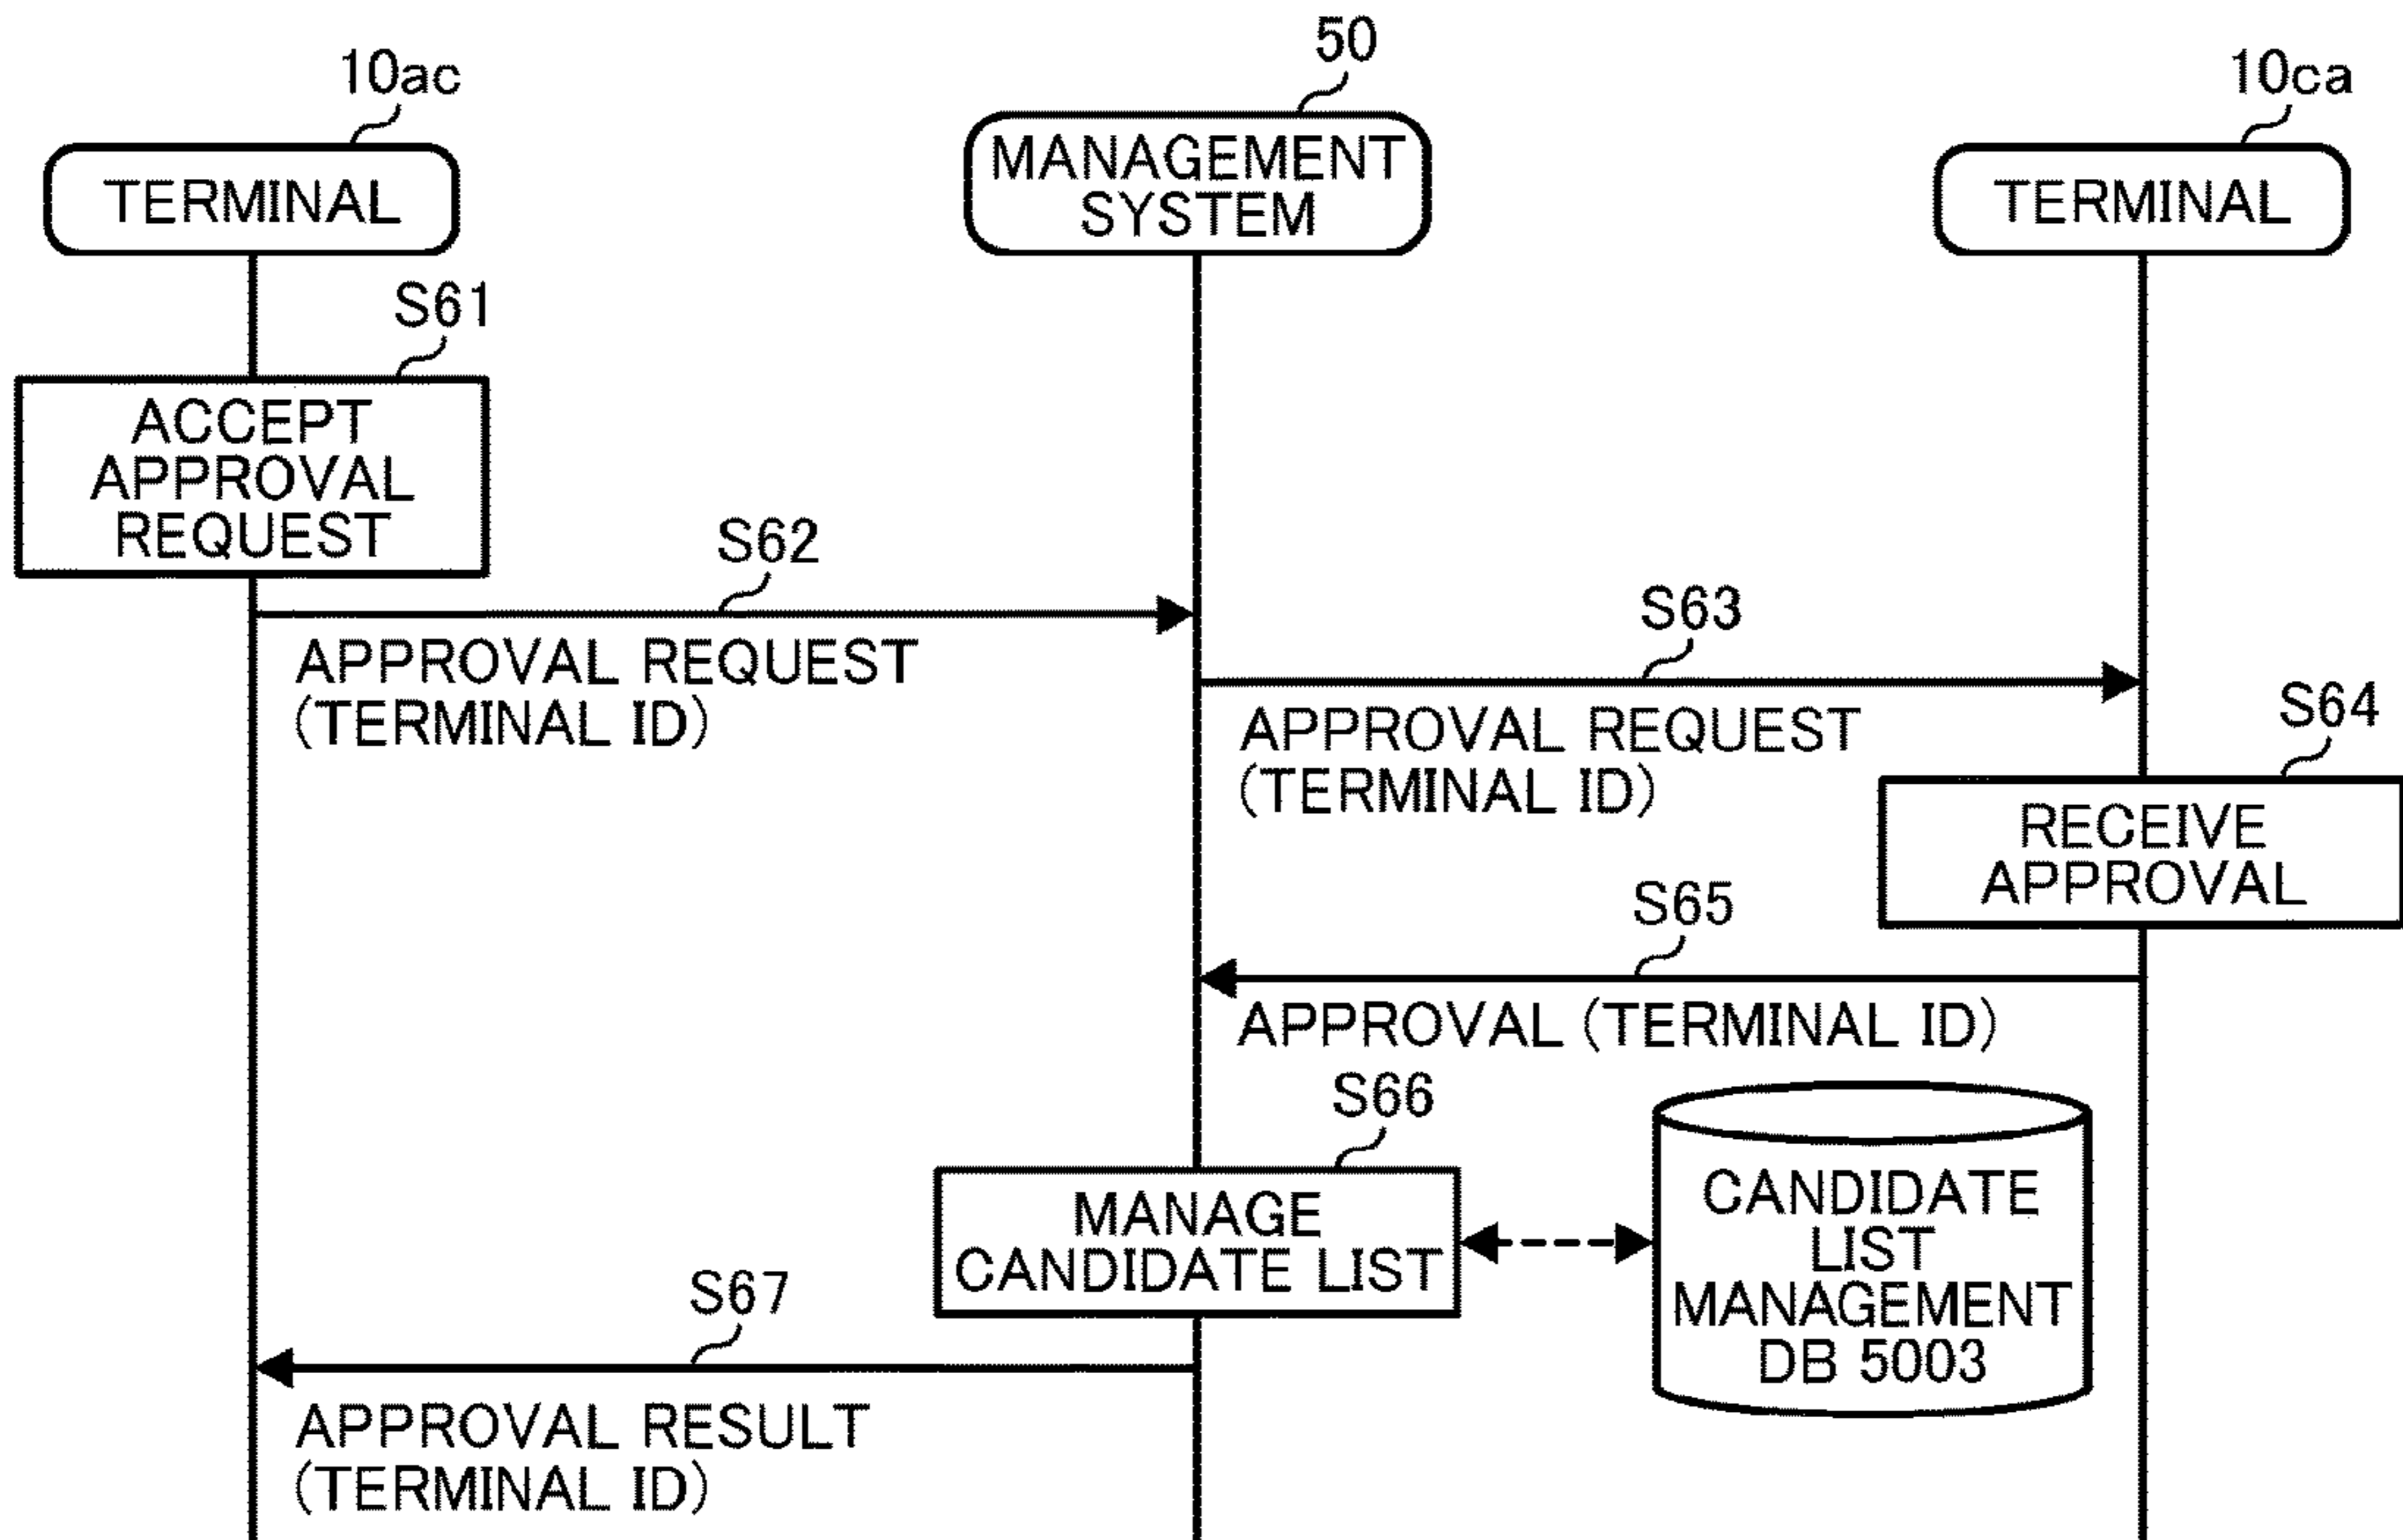 10ac
50
10ca
TERMINAL
MANAGEMENT
SYSTEM
TERMINAL
S61
ACCEPT
APPROVAL
REQUEST
S62
APPROVAL REQUEST
(TERMINAL ID)
S63
APPROVAL REQUEST
(TERMINAL ID)
S64
RECEIVE
APPROVAL
S65
APPROVAL (TERMINAL ID)
S66
MANAGE
CANDIDATE LIST
CANDIDATE
LIST
MANAGEMENT
DB 5003
S67
APPROVAL RESULT
(TERMINAL ID)